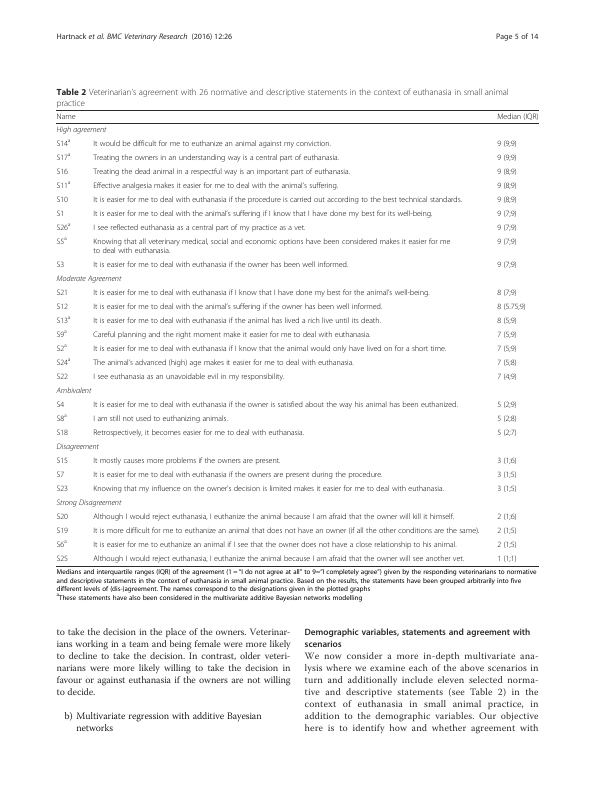 Hartnack et al. BMC Veterinary Research (2016) 12:26
Page 5 of 14
Table 2 Veterinarian's agreement with 26 normative and descriptive statements in the context of euthanasia in small animal
practice
Name Median (IQR)
High agreement
S14a It would be difficult for me to euthanize an animal against my conviction. 9 (9;9)
S17a Treating the owners in an understanding way is a central part of euthanasia. 9 (9;9)
S16 Treating the dead animal in a respectful way is an important part of euthanasia. 9 (8;9)
S11a Effective analgesia makes it easier for me to deal with the animal's suffering. 9 (8;9)
S10 It is easier for me to deal with euthanasia if the procedure is carried out according to the best technical standards. 9 (8;9)
S1 It is easier for me to deal with the animal's suffering if I know that I have done my best for its well-being. 9 (7;9)
S26a I see reflected euthanasia as a central part of my practice as a vet. 9 (7;9)
S5a Knowing that all veterinary medical, social and economic options have been considered makes it easier for me 9 (7;9)
to deal with euthanasia.
S3 It is easier for me to deal with euthanasia if the owner has been well informed. 9 (7;9)
Moderate Agreement
S21 It is easier for me to deal with euthanasia if I know that I have done my best for the animal's well-being. 8 (7;9)
S12 It is easier for me to deal with the animal's suffering if the owner has been well informed. 8 (5.75;9)
S13a It is easier for me to deal with euthanasia if the animal has lived a rich live until its death. 8 (5;9)
S9a Careful planning and the right moment make it easier for me to deal with euthanasia. 7 (5;9)
S2a It is easier for me to deal with euthanasia if I know that the animal would only have lived on for a short time. 7 (5;9)
S24a The animal's advanced (high) age makes it easier for me to deal with euthanasia. 7 (5;8)
S22 I see euthanasia as an unavoidable evil in my responsibility. 7 (4;9)
Ambivalent
S4 It is easier for me to deal with euthanasia if the owner is satisfied about the way his animal has been euthanized. 5 (2;9)
S8a I am still not used to euthanizing animals. 5 (2;8)
S18 Retrospectively, it becomes easier for me to deal with euthanasia. 5 (2;7)
Disagreement
S15 It mostly causes more problems if the owners are present. 3 (1;6)
S7 It is easier for me to deal with euthanasia if the owners are present during the procedure. 3 (1;5)
S23 Knowing that my influence on the owner's decision is limited makes it easier for me to deal with euthanasia. 3 (1;5)
Strong Disagreement
S20 Although I would reject euthanasia, I euthanize the animal because I am afraid that the owner will kill it himself. 2 (1;6)
S19 It is more difficult for me to euthanize an animal that does not have an owner (if all the other conditions are the same). 2 (1;5)
S6a It is easier for me to euthanize an animal if I see that the owner does not have a close relationship to his animal. 2 (1;5)
S25 Although I would reject euthanasia, I euthanize the animal because I am afraid that the owner will see another vet. 1 (1;1)
Medians and interquartile ranges (IQR) of the agreement (1 = "I do not agree at all" to 9="I completely agree") given by the responding veterinarians to normative
and descriptive statements in the context of euthanasia in small animal practice. Based on the results, the statements have been grouped arbitrarily into five
different levels of (dis-)agreement. The names correspond to the designations given in the plotted graphs
aThese statements have also been considered in the multivariate additive Bayesian networks modelling
to take the decision in the place of the owners. Veterinar-
ians working in a team and being female were more likely
to decline to take the decision. In contrast, older veteri-
narians were more likely willing to take the decision in
favour or against euthanasia if the owners are not willing
to decide.
b) Multivariate regression with additive Bayesian
networks
Demographic variables, statements and agreement with
scenarios
We now consider a more in-depth multivariate ana-
lysis where we examine each of the above scenarios in
turn and additionally include eleven selected norma-
tive and descriptive statements (see Table 2) in the
context of euthanasia in small animal practice, in
addition to the demographic variables. Our objective
here is to identify how and whether agreement with